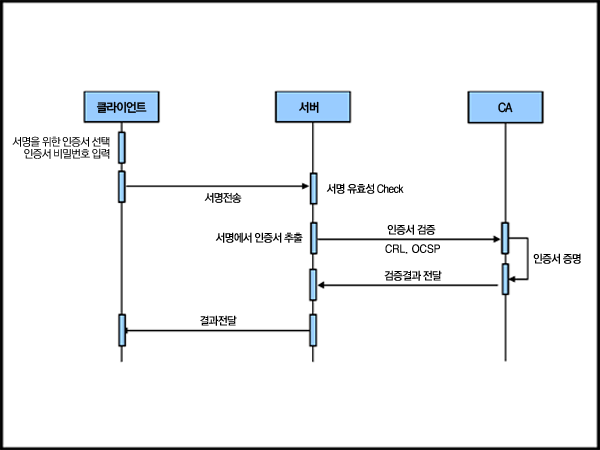 클라이언트
서버
CA
서명을 위한 인증서 선택
인증서 비밀번호 입력
서명전송
서명 유효성 Check
서명에서 인증서 추출
인증서 검증
CRL, OCSP
인증서 증명
검증결과 전달
결과전달